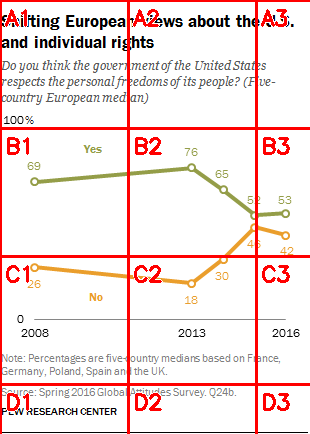 Shifting European views about the U.S.
and individual rights
Do you think the government of the United States
respects the personal freedoms of its people? (Five-
country European median)
100%
Yes
69
76
65
52
53
46
42
26
18
30
No
0
2008
2013
2016
Note: Percentages are five-country medians based on France,
Germany, Poland, Spain and the UK.
Source: Spring 2016 Global Attitudes Survey. Q24b.
PEW RESEARCH CENTER
A1
A2
A3
B1
B2
B3
C1
C2
C3
D1
D2
D3